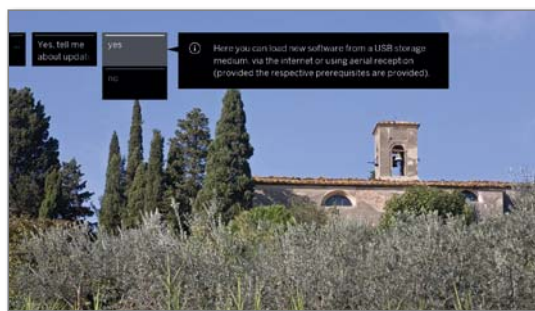 ...
Yes, tell me
about updat
yes
no
Here you can load new software from a USB storage
medium, via the internet or using aerial reception
(provided the respective prerequisites are provided).